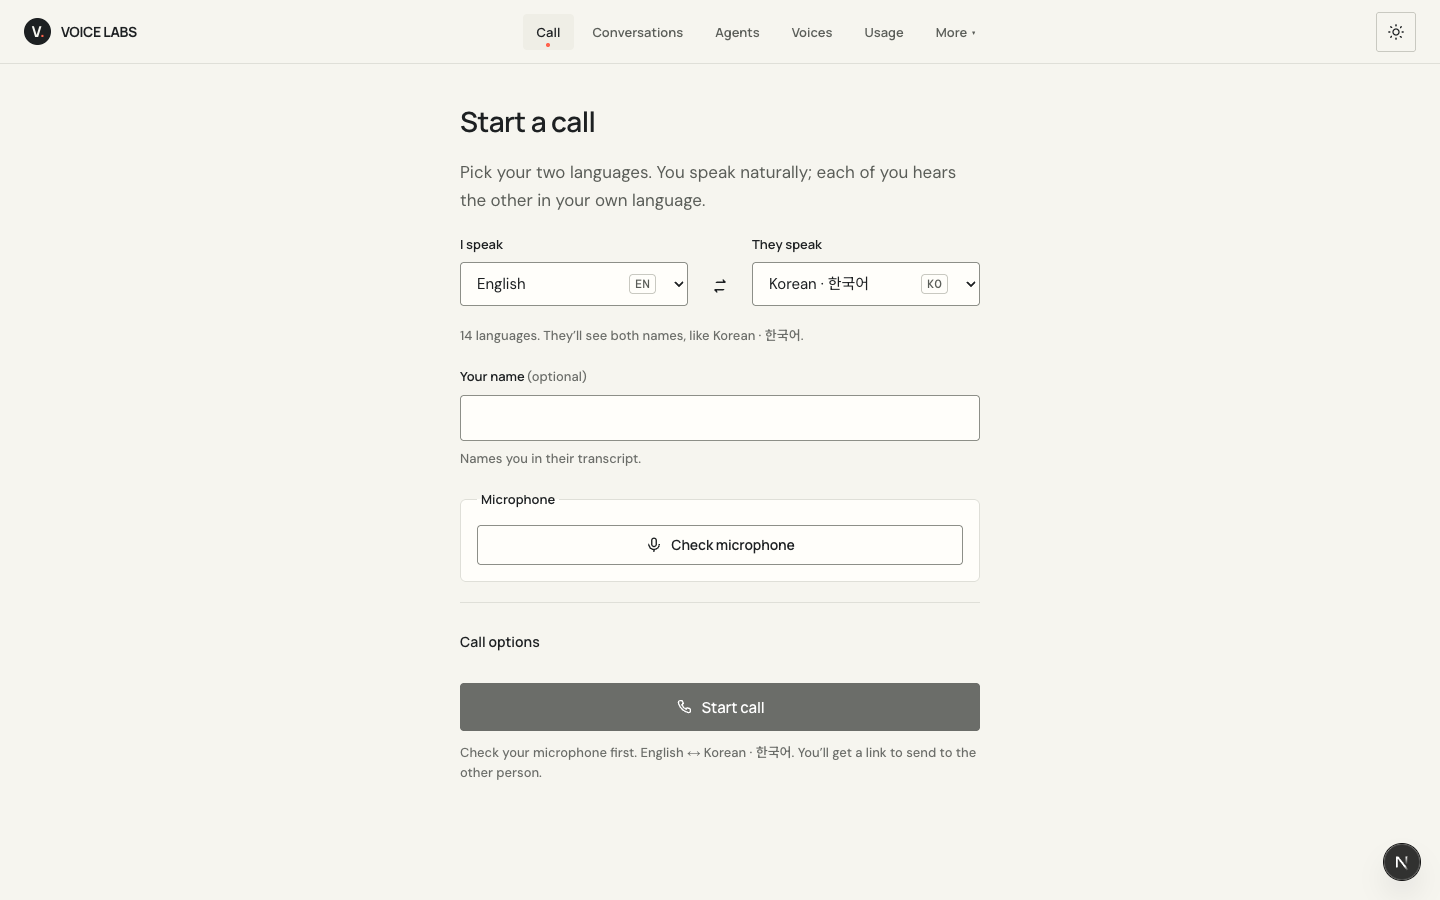 V. VOICE LABS
Call
Conversations
Agents
Voices
Usage
More
Start a call
Pick your two languages. You speak naturally; each of you hears
the other in your own language.
I speak
They speak
English EN
Korean · 한국어 KO
14 languages. They’ll see both names, like Korean · 한국어.
Your name (optional)
Names you in their transcript.
Microphone
Check microphone
Call options
Start call
Check your microphone first. English ↔ Korean · 한국어. You’ll get a link to send to the
other person.
N